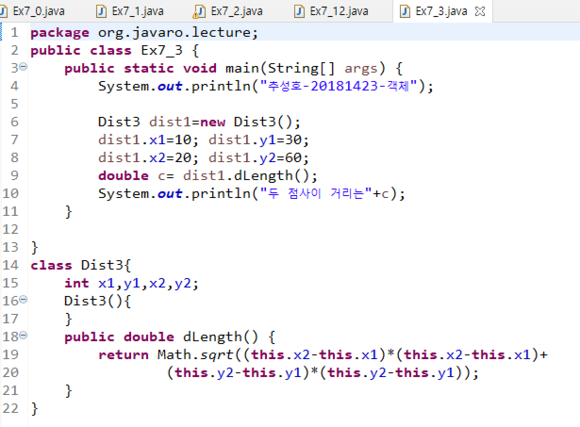 Ex7_0.java Ex7_1.java Ex7_2.java Ex7_12.java Ex7_3.java
1 package org.javaro.lecture;
2 public class Ex7_3 {
3 public static void main(String[] args) {
4 System.out.println("추성호-20181423-객체");
5
6 Dist3 dist1=new Dist3();
7 dist1.x1=10; dist1.y1=30;
8 dist1.x2=20; dist1.y2=60;
9 double c= dist1.dLength();
10 System.out.println("두 점사이 거리는"+c);
11 }
12
13 }
14 class Dist3{
15 int x1,y1,x2,y2;
16 Dist3(){
17 }
18 public double dLength() {
19 return Math.sqrt((this.x2-this.x1)*(this.x2-this.x1)+
20 (this.y2-this.y1)*(this.y2-this.y1));
21 }
22 }